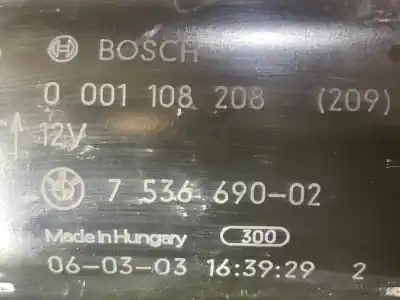 BOSCH
0 001 108 208 (209)
12V
7 536 690-02
Made in Hungary 300
06-03-03 16:39:29 2